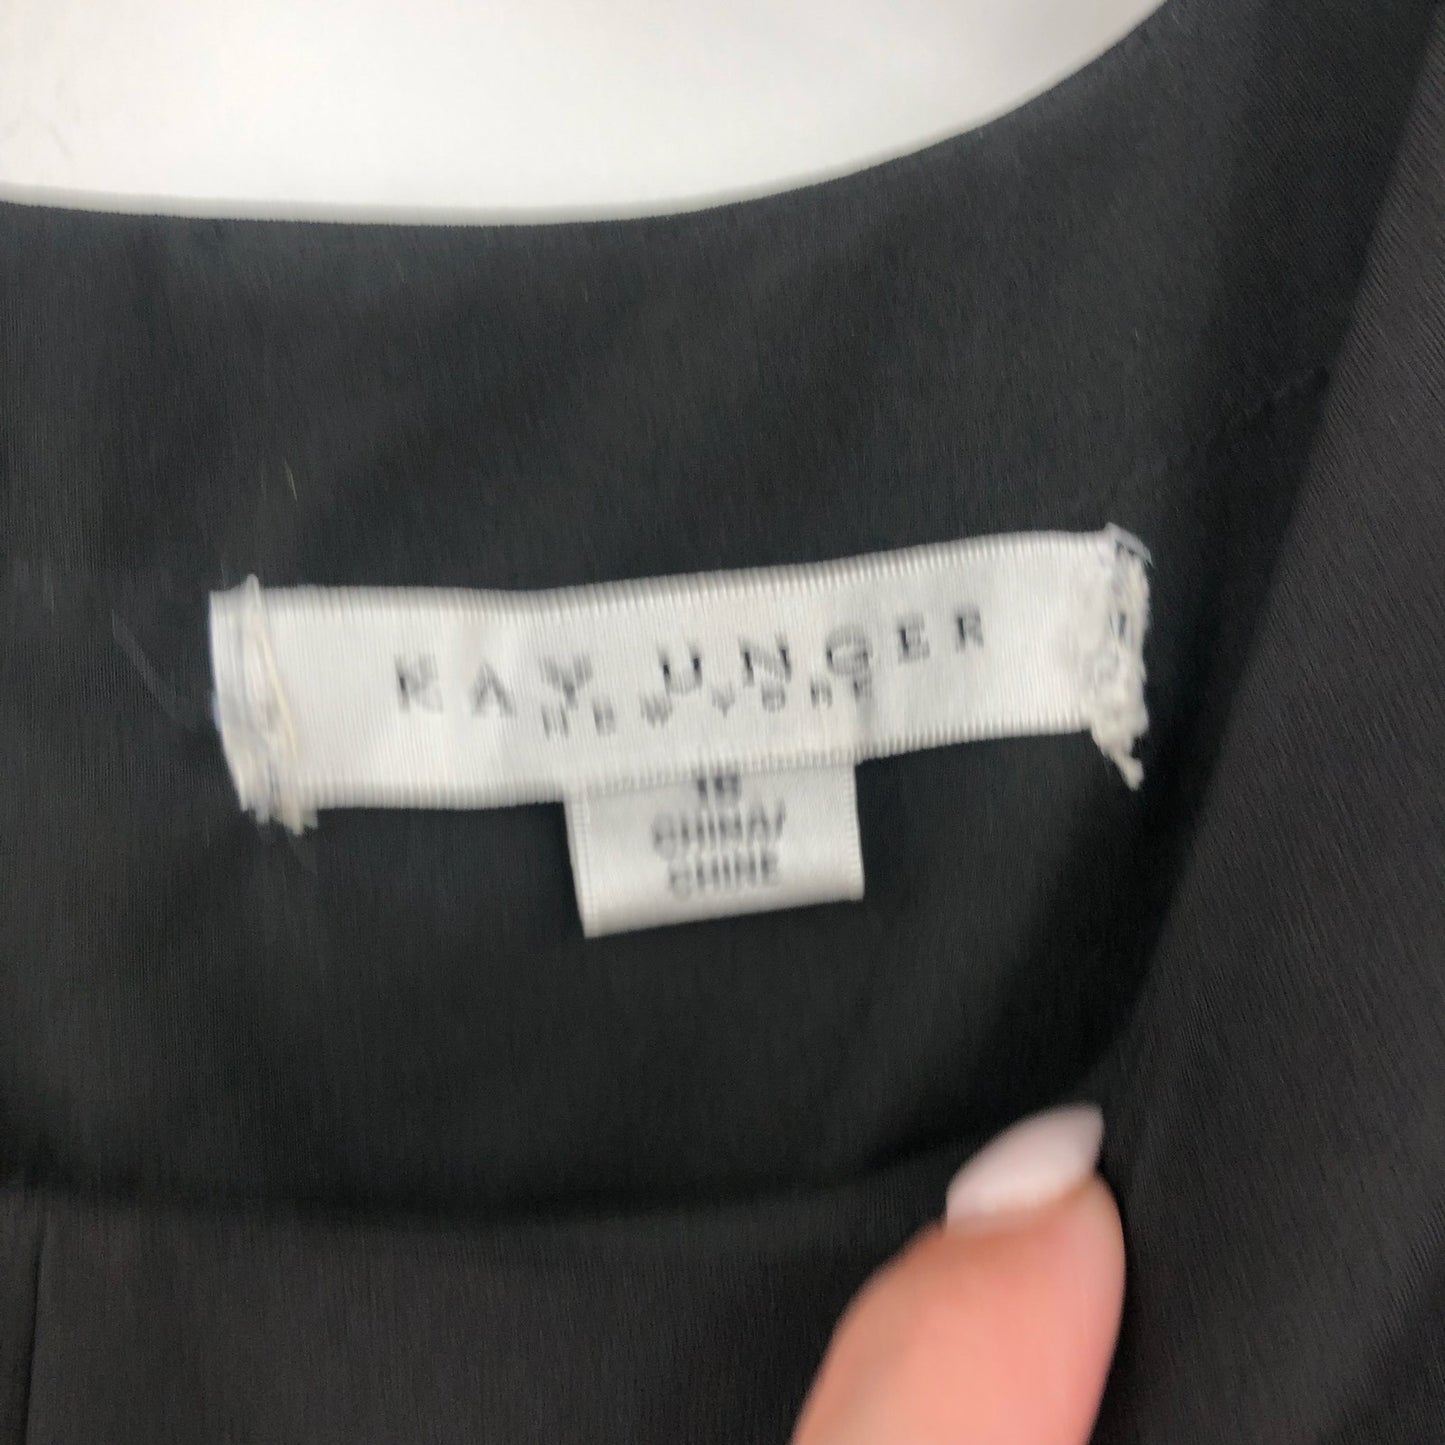 KAY UNGER
NEW YORK
CHINA/
CHINE